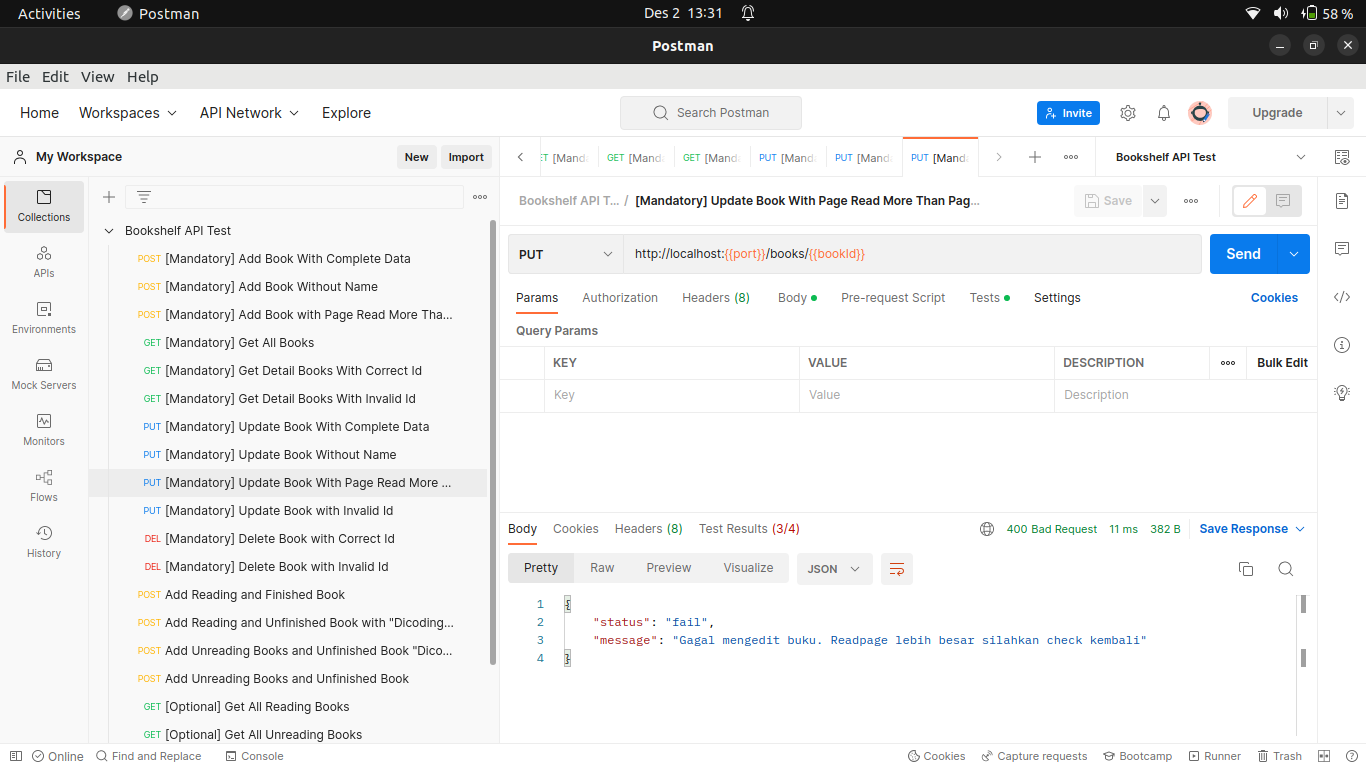 Activities Postman Des 2 13:31 58 %
Postman
File Edit View Help
Home Workspaces API Network Explore Search Postman Invite Upgrade
My Workspace New Import
ET [Mand GET [Mand GET [Mand PUT [Mand PUT [Mand PUT [Mand Bookshelf API Test
Collections
APIs
Environments
Mock Servers
Monitors
Flows
History
Bookshelf API Test
POST [Mandatory] Add Book With Complete Data
POST [Mandatory] Add Book Without Name
POST [Mandatory] Add Book with Page Read More Tha...
GET [Mandatory] Get All Books
GET [Mandatory] Get Detail Books With Correct Id
GET [Mandatory] Get Detail Books With Invalid Id
PUT [Mandatory] Update Book With Complete Data
PUT [Mandatory] Update Book Without Name
PUT [Mandatory] Update Book With Page Read More ...
PUT [Mandatory] Update Book with Invalid Id
DEL [Mandatory] Delete Book with Correct Id
DEL [Mandatory] Delete Book with Invalid Id
POST Add Reading and Finished Book
POST Add Reading and Unfinished Book with "Dicoding...
POST Add Unreading Books and Unfinished Book "Dico...
POST Add Unreading Books and Unfinished Book
GET [Optional] Get All Reading Books
GET [Optional] Get All Unreading Books
Bookshelf API T... / [Mandatory] Update Book With Page Read More Than Pag... Save
PUT http://localhost:{{port}}/books/{{bookId}} Send
Params Authorization Headers (8) Body Pre-request Script Tests Settings Cookies
Query Params
KEY VALUE DESCRIPTION Bulk Edit
Key Value Description
Body Cookies Headers (8) Test Results (3/4) 400 Bad Request 11 ms 382 B Save Response
Pretty Raw Preview Visualize JSON
1 {
2 "status": "fail",
3 "message": "Gagal mengedit buku. Readpage lebih besar silahkan check kembali"
4 }
Online Find and Replace Console Cookies Capture requests Bootcamp Runner Trash